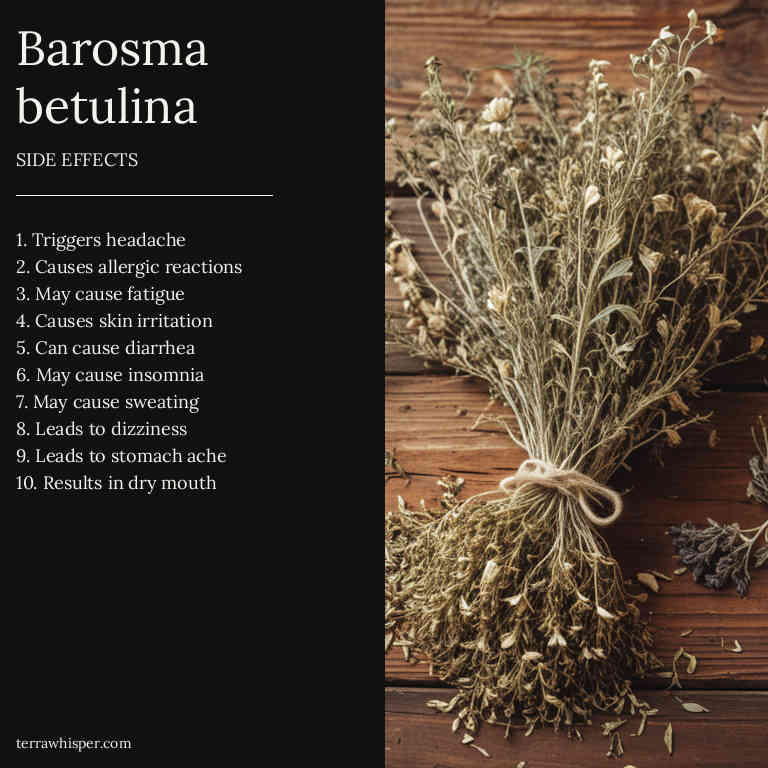 Barosma
betulina
SIDE EFFECTS
1. Triggers headache
2. Causes allergic reactions
3. May cause fatigue
4. Causes skin irritation
5. Can cause diarrhea
6. May cause insomnia
7. May cause sweating
8. Leads to dizziness
9. Leads to stomach ache
10. Results in dry mouth
terrawhisper.com